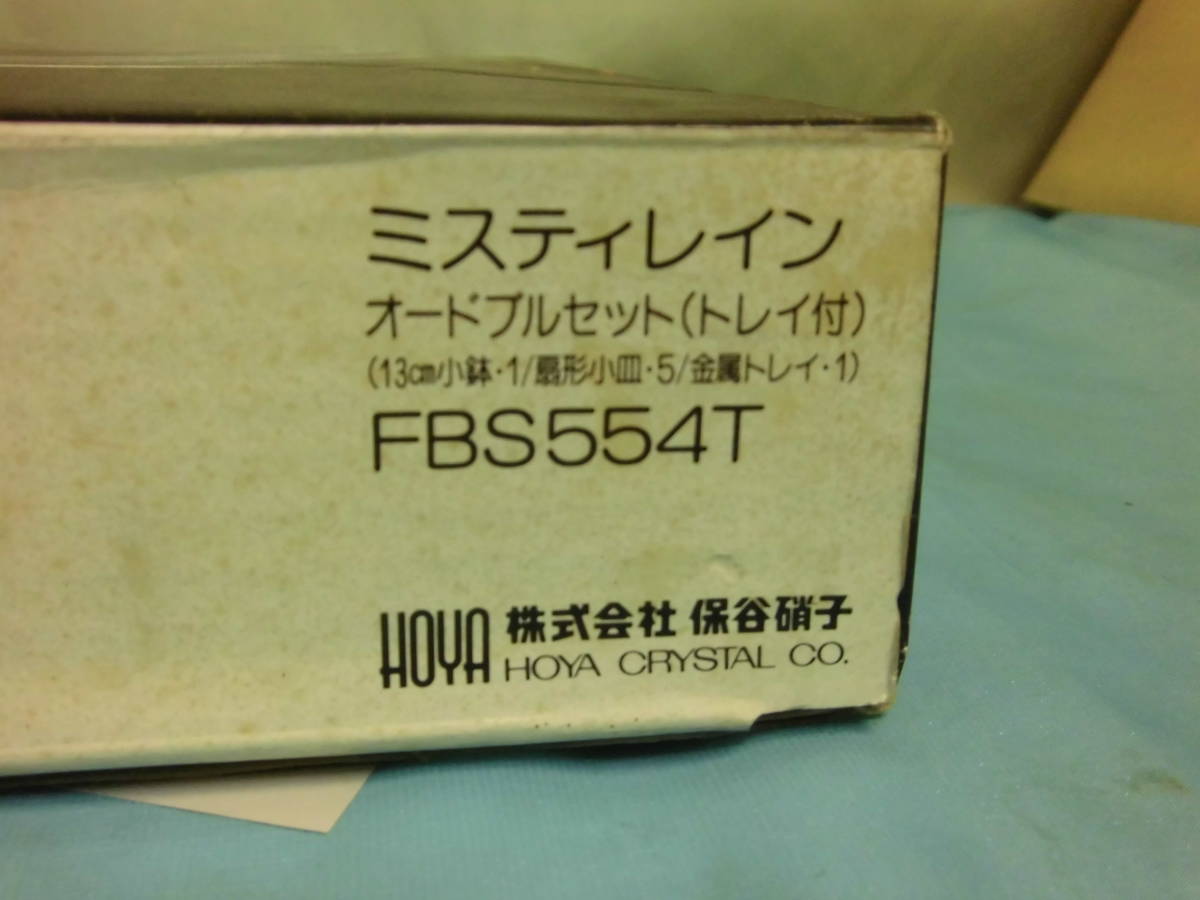 ミスティレイン
オードブルセット(トレイ付)
(13cm小鉢・1/扇形小皿・5/金属トレイ・1)
FBS554T
HOYA 株式会社 保谷硝子
HOYA CRYSTAL CO.